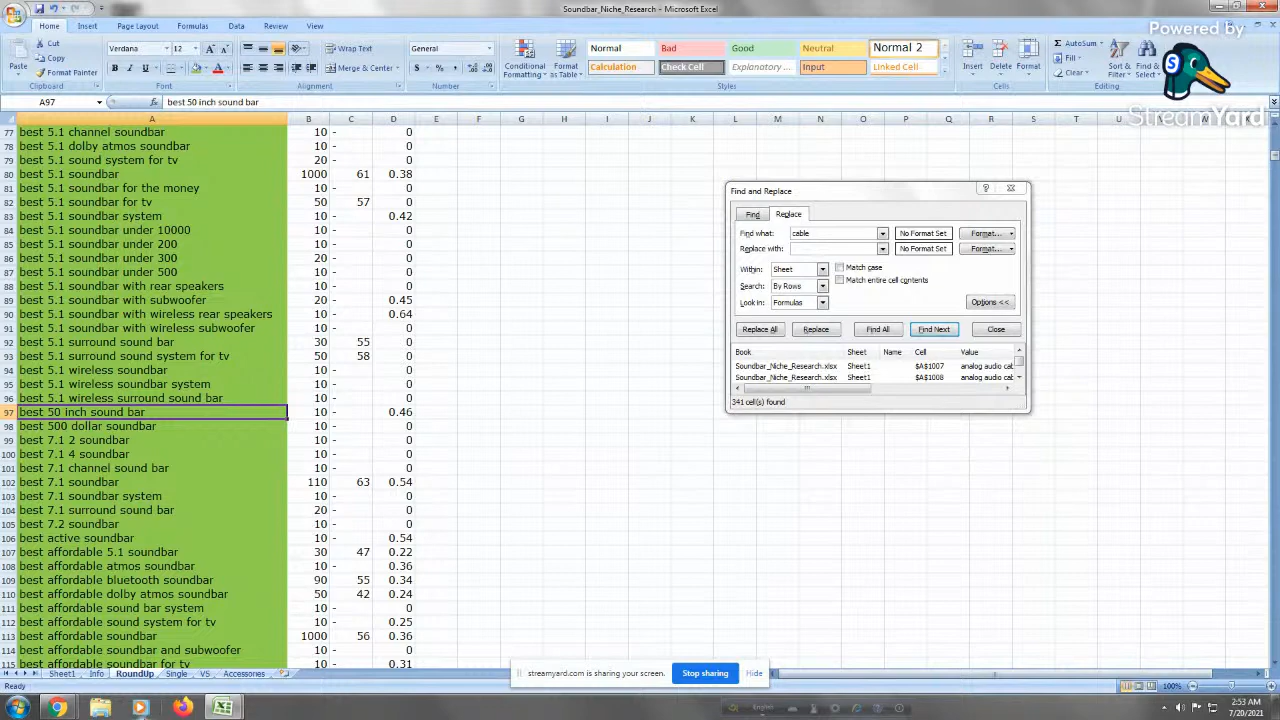 Soundbar_Niche_Research - Microsoft Excel
Home Insert Page Layout Formulas Data Review View
Powered by
StreamYard
Paste Cut Copy Format Painter
Clipboard
Verdana 12
B I U A
Font
Wrap Text
Merge & Center
Alignment
General
$ % ,
Number
Conditional Formatting Format as Table
Normal Bad Good Neutral Normal 2
Calculation Check Cell Explanatory ... Input Linked Cell
Styles
Insert Delete Format
Cells
AutoSum Fill Clear
Sort & Filter Find & Select
Editing
A97 fx best 50 inch sound bar
A B C D E F G H I J K L M N O P Q R S T U V W
77 best 5.1 channel soundbar 10 - 0
78 best 5.1 dolby atmos soundbar 10 - 0
79 best 5.1 sound system for tv 20 - 0
80 best 5.1 soundbar 1000 61 0.38
81 best 5.1 soundbar for the money 10 - 0
82 best 5.1 soundbar for tv 50 57 0
83 best 5.1 soundbar system 10 - 0.42
84 best 5.1 soundbar under 10000 10 - 0
85 best 5.1 soundbar under 200 10 - 0
86 best 5.1 soundbar under 300 20 - 0
87 best 5.1 soundbar under 500 10 - 0
88 best 5.1 soundbar with rear speakers 10 - 0
89 best 5.1 soundbar with subwoofer 20 - 0.45
90 best 5.1 soundbar with wireless rear speakers 10 - 0.64
91 best 5.1 soundbar with wireless subwoofer 10 - 0
92 best 5.1 surround sound bar 30 55 0
93 best 5.1 surround sound system for tv 50 58 0
94 best 5.1 wireless soundbar 10 - 0
95 best 5.1 wireless soundbar system 10 - 0
96 best 5.1 wireless surround sound bar 10 - 0
97 best 50 inch sound bar 10 - 0.46
98 best 500 dollar soundbar 10 - 0
99 best 7.1 2 soundbar 10 - 0
100 best 7.1 4 soundbar 10 - 0
101 best 7.1 channel sound bar 10 - 0
102 best 7.1 soundbar 110 63 0.54
103 best 7.1 soundbar system 10 - 0
104 best 7.1 surround sound bar 20 - 0
105 best 7.2 soundbar 10 - 0
106 best active soundbar 10 - 0.54
107 best affordable 5.1 soundbar 30 47 0.22
108 best affordable atmos soundbar 10 - 0.36
109 best affordable bluetooth soundbar 90 55 0.34
110 best affordable dolby atmos soundbar 50 42 0.24
111 best affordable sound bar system 10 - 0
112 best affordable sound system for tv 10 - 0.25
113 best affordable soundbar 1000 56 0.36
114 best affordable soundbar and subwoofer 10 - 0
115 best affordable soundbar for tv 10 - 0.31
Find and Replace
Find Replace
Find what: cable No Format Set Format...
Replace with: No Format Set Format...
Within: Sheet Match case
Match entire cell contents
Search: By Rows
Look in: Formulas Options <<
Replace All Replace Find All Find Next Close
Book Sheet Name Cell Value
Soundbar_Niche_Research.xlsx Sheet1 $A$1007 analog audio cab
Soundbar_Niche_Research.xlsx Sheet1 $A$1008 analog audio cab
341 cell(s) found
Sheet1 Info RoundUp Single VS Accessories
streamyard.com is sharing your screen. Stop sharing Hide
Ready 100%
English
2:53 AM
7/20/2021